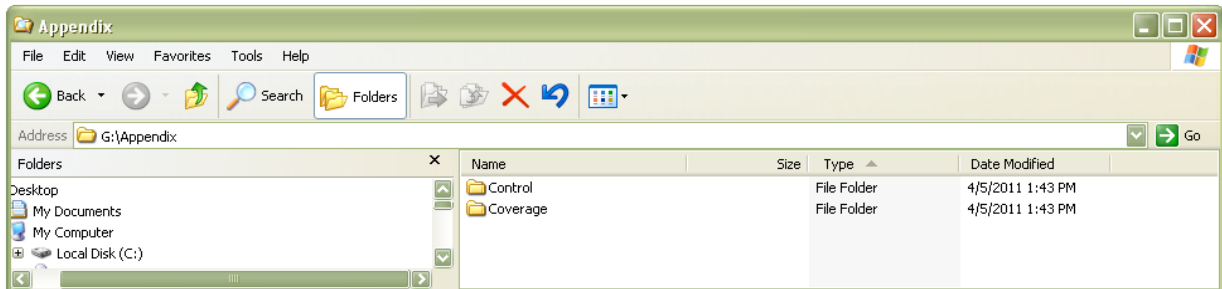 Appendix
File Edit View Favorites Tools Help
Back Search Folders
Address G:\Appendix Go
Folders Name Size Type Date Modified
Desktop Control File Folder 4/5/2011 1:43 PM
My Documents Coverage File Folder 4/5/2011 1:43 PM
My Computer
Local Disk (C:)